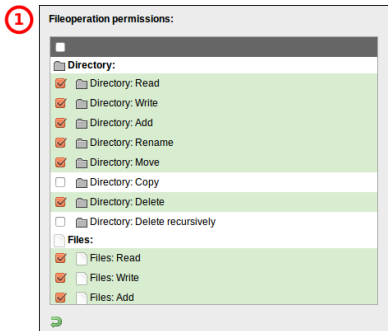 1
Fileoperation permissions:
Directory:
Directory: Read
Directory: Write
Directory: Add
Directory: Rename
Directory: Move
Directory: Copy
Directory: Delete
Directory: Delete recursively
Files:
Files: Read
Files: Write
Files: Add